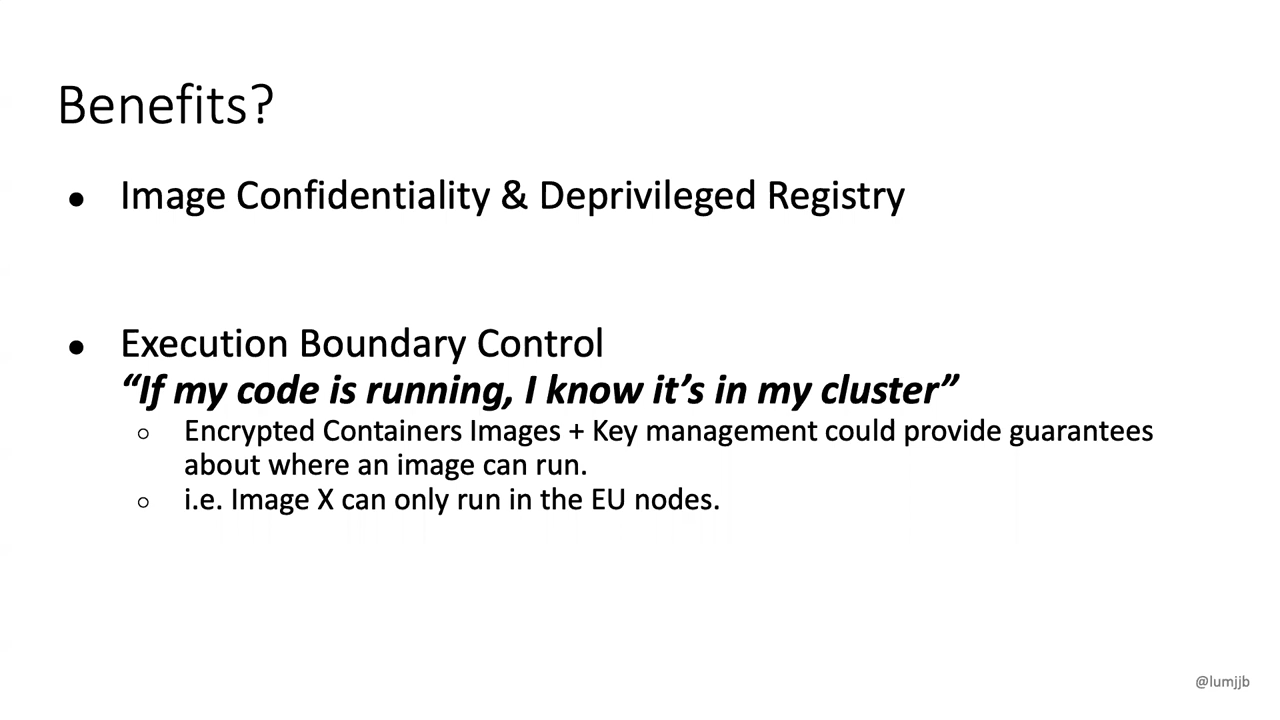 Benefits?
● Image Confidentiality & Deprivileged Registry
● Execution Boundary Control
“If my code is running, I know it’s in my cluster”
○ Encrypted Containers Images + Key management could provide guarantees
about where an image can run.
○ i.e. Image X can only run in the EU nodes.
@lumjjb